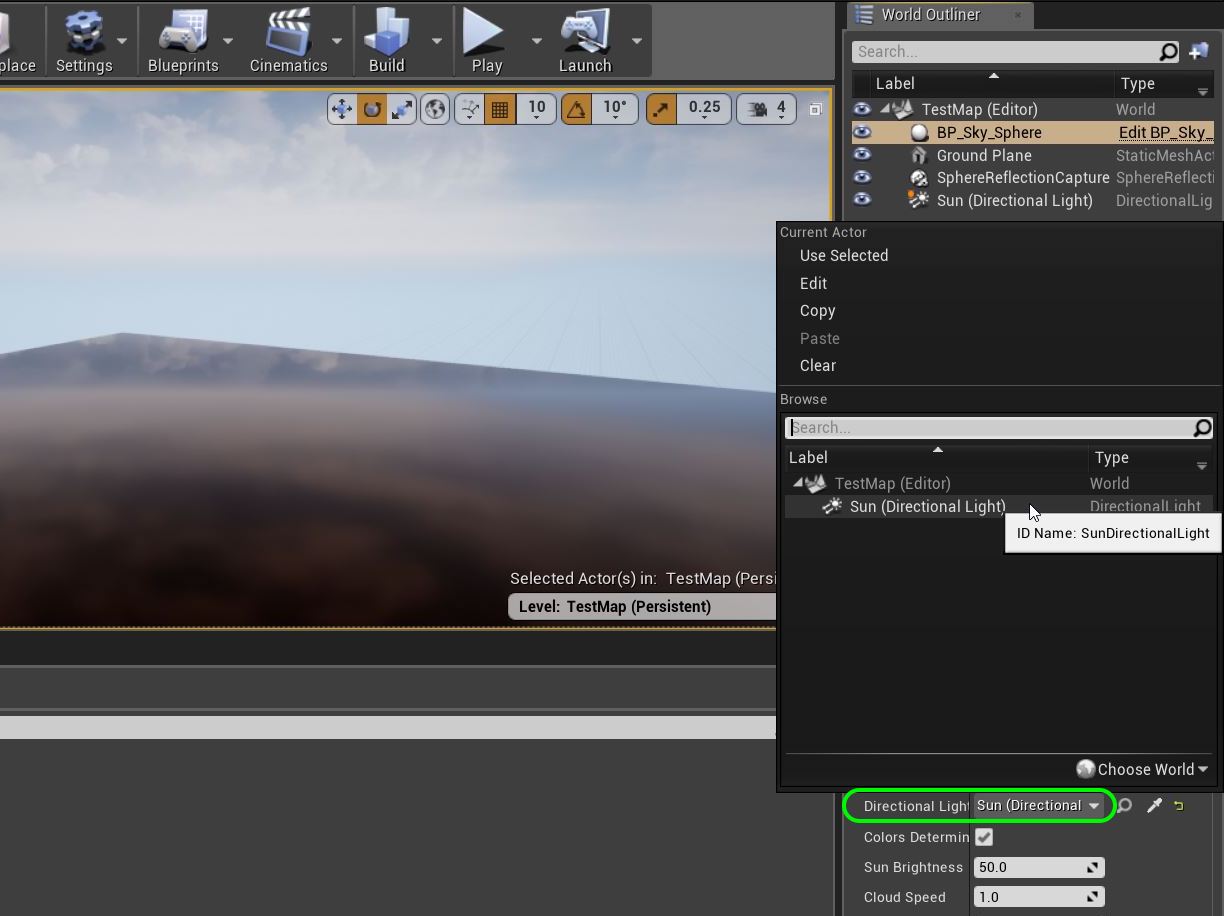 place Settings Blueprints Cinematics Build Play Launch
World Outliner
Search...
Label Type
10 10° 0.25 4
TestMap (Editor) World
BP_Sky_Sphere Edit BP_Sky_
Ground Plane StaticMeshAct
SphereReflectionCapture SphereReflecti
Sun (Directional Light) DirectionalLig
Current Actor
Use Selected
Edit
Copy
Paste
Clear
Browse
Search...
Label Type
TestMap (Editor) World
Sun (Directional Light) DirectionalLight
ID Name: SunDirectionalLight
Selected Actor(s) in: TestMap (Persi
Level: TestMap (Persistent)
Choose World
Directional Light Sun (Directional
Colors Determin
Sun Brightness 50.0
Cloud Speed 1.0